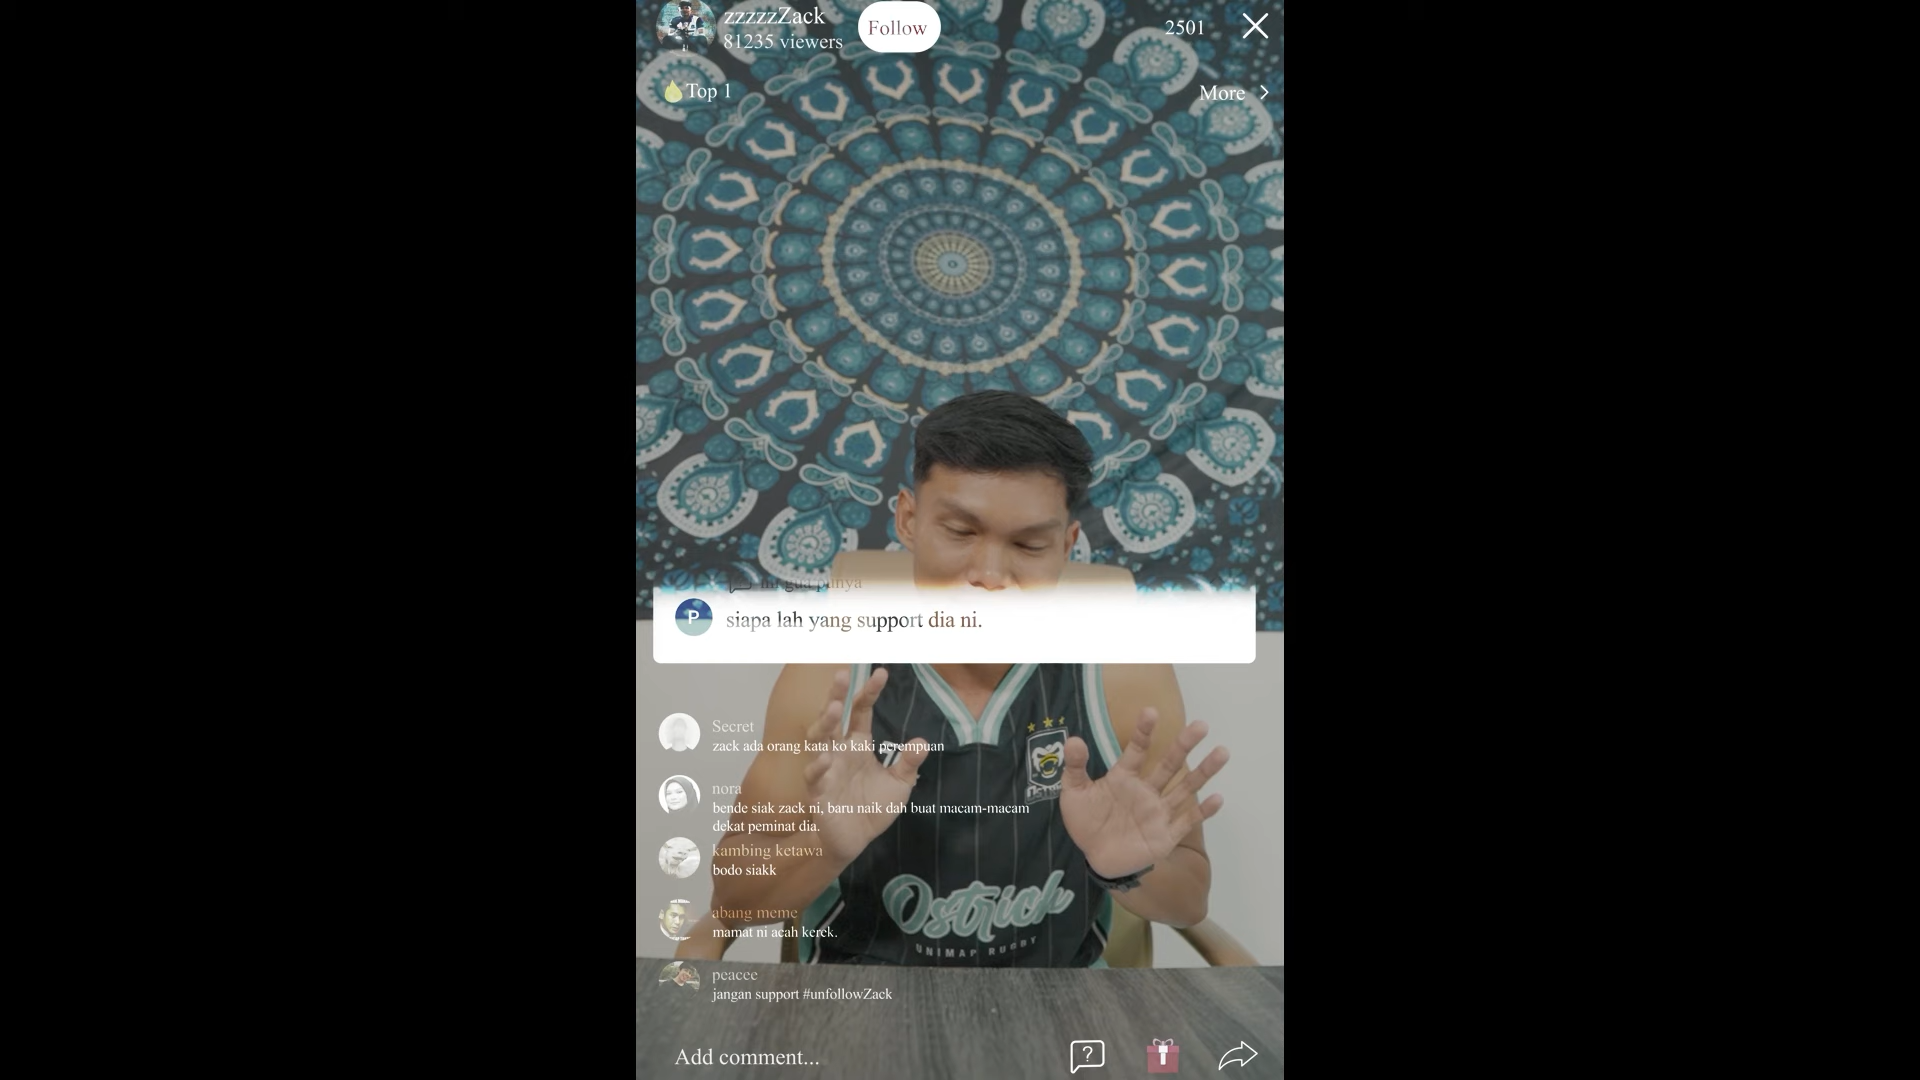 zzzzzZack
81235 viewers
Follow
2501
Top 1
More
punya
siapa lah yang support dia ni.
P
Secret
zack ada orang kata ko kaki perempuan
nora
bende siak zack ni, baru naik dah buat macam-macam
dekat peminat dia.
kambing ketawa
bodo siakk
abang meme
mamat ni acah kerek.
peacee
jangan support #unfollowZack
Ostrich
UNIMAP RUGBY
Add comment...
?